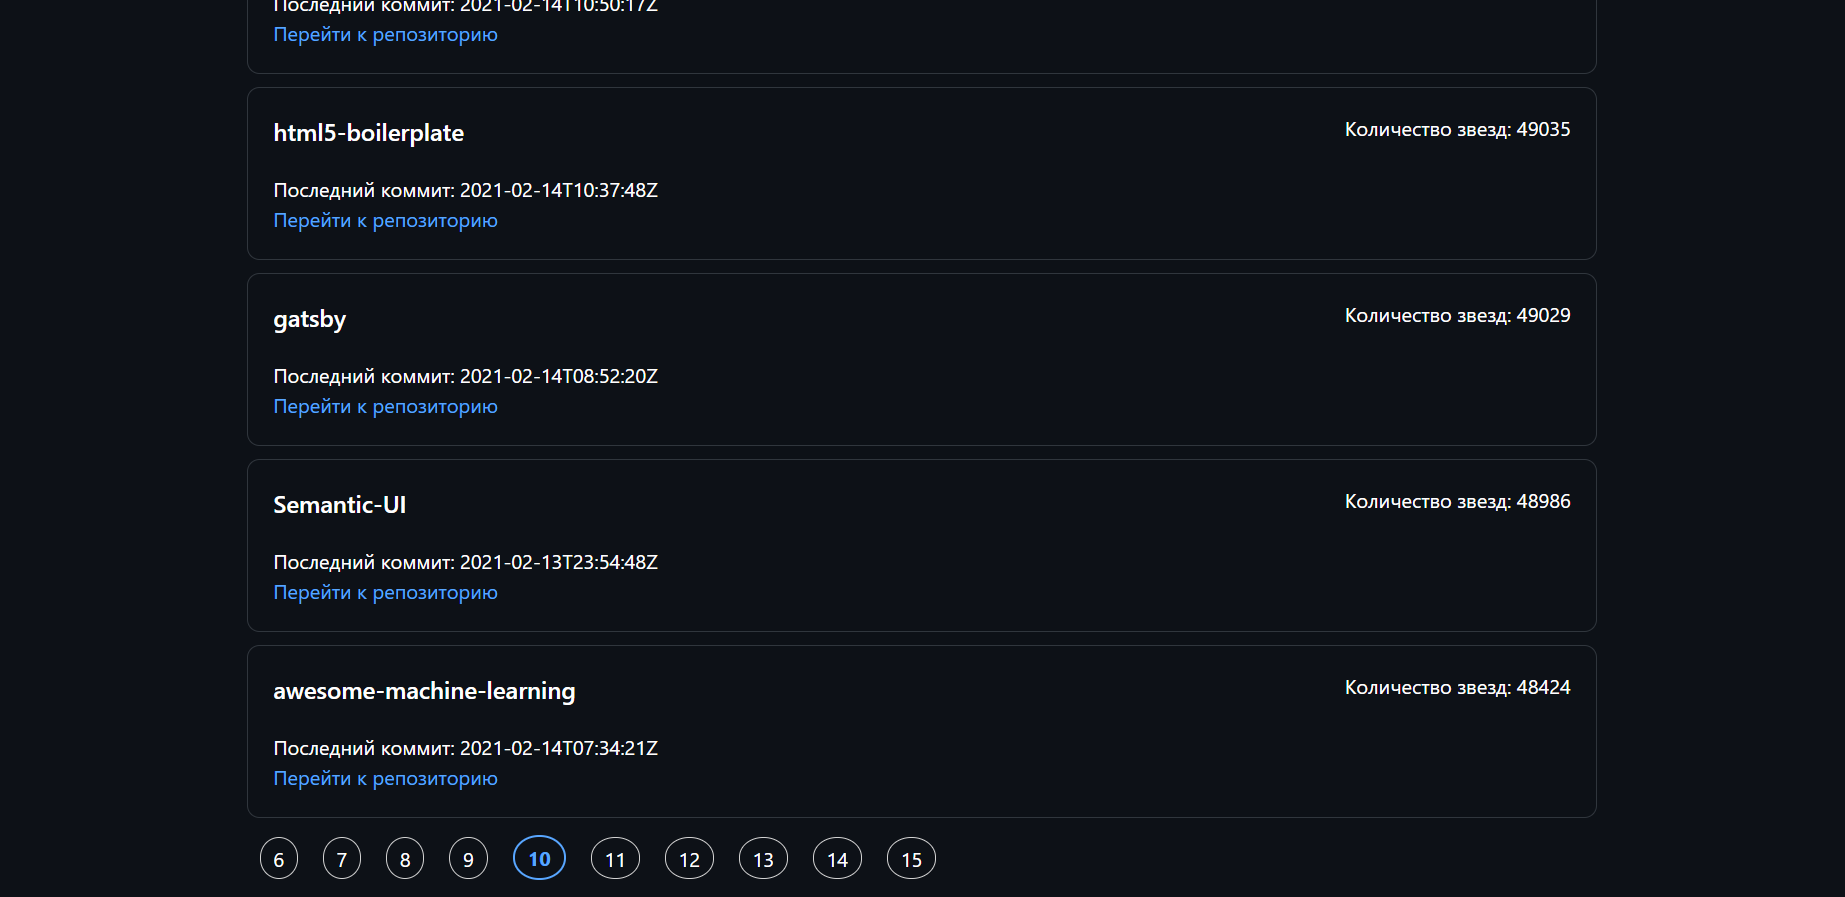 Последний коммит: 2021-02-14T10:50:17Z
Перейти к репозиторию
html5-boilerplate
Количество звезд: 49035
Последний коммит: 2021-02-14T10:37:48Z
Перейти к репозиторию
gatsby
Количество звезд: 49029
Последний коммит: 2021-02-14T08:52:20Z
Перейти к репозиторию
Semantic-UI
Количество звезд: 48986
Последний коммит: 2021-02-13T23:54:48Z
Перейти к репозиторию
awesome-machine-learning
Количество звезд: 48424
Последний коммит: 2021-02-14T07:34:21Z
Перейти к репозиторию
6 7 8 9 10 11 12 13 14 15